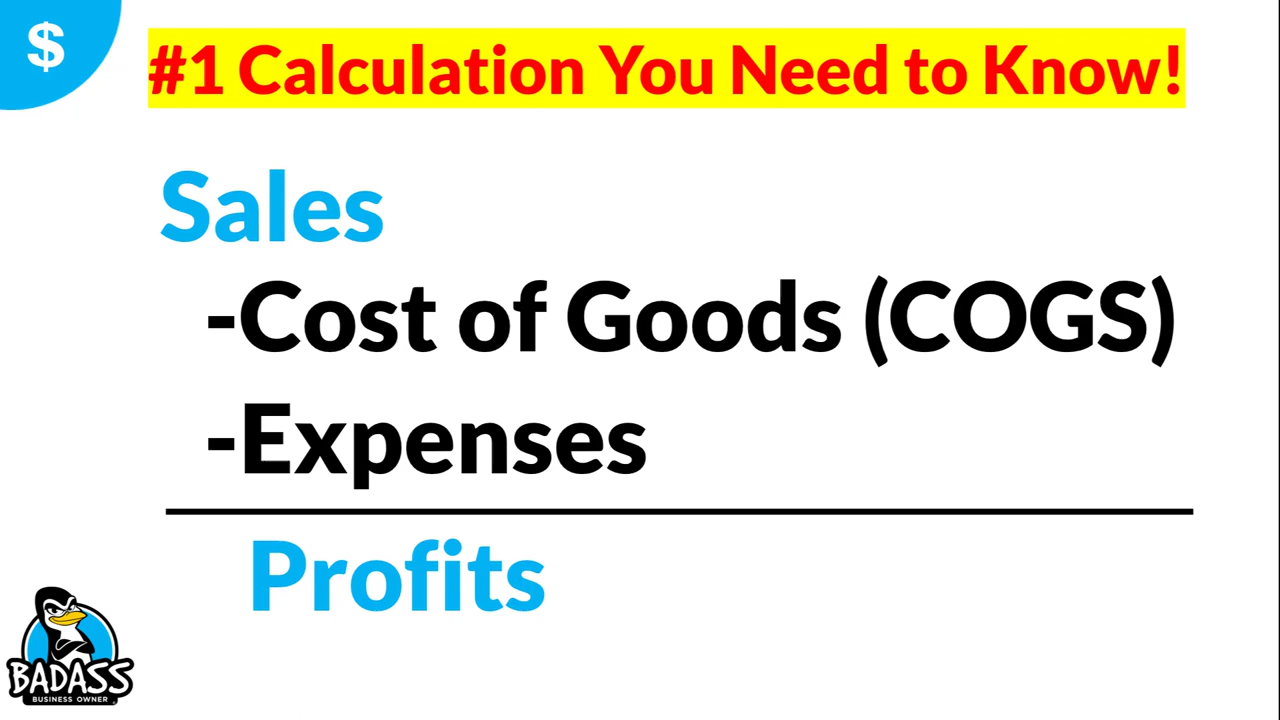 $
#1 Calculation You Need to Know!
Sales
-Cost of Goods (COGS)
-Expenses
Profits
BADASS
BUSINESS OWNER